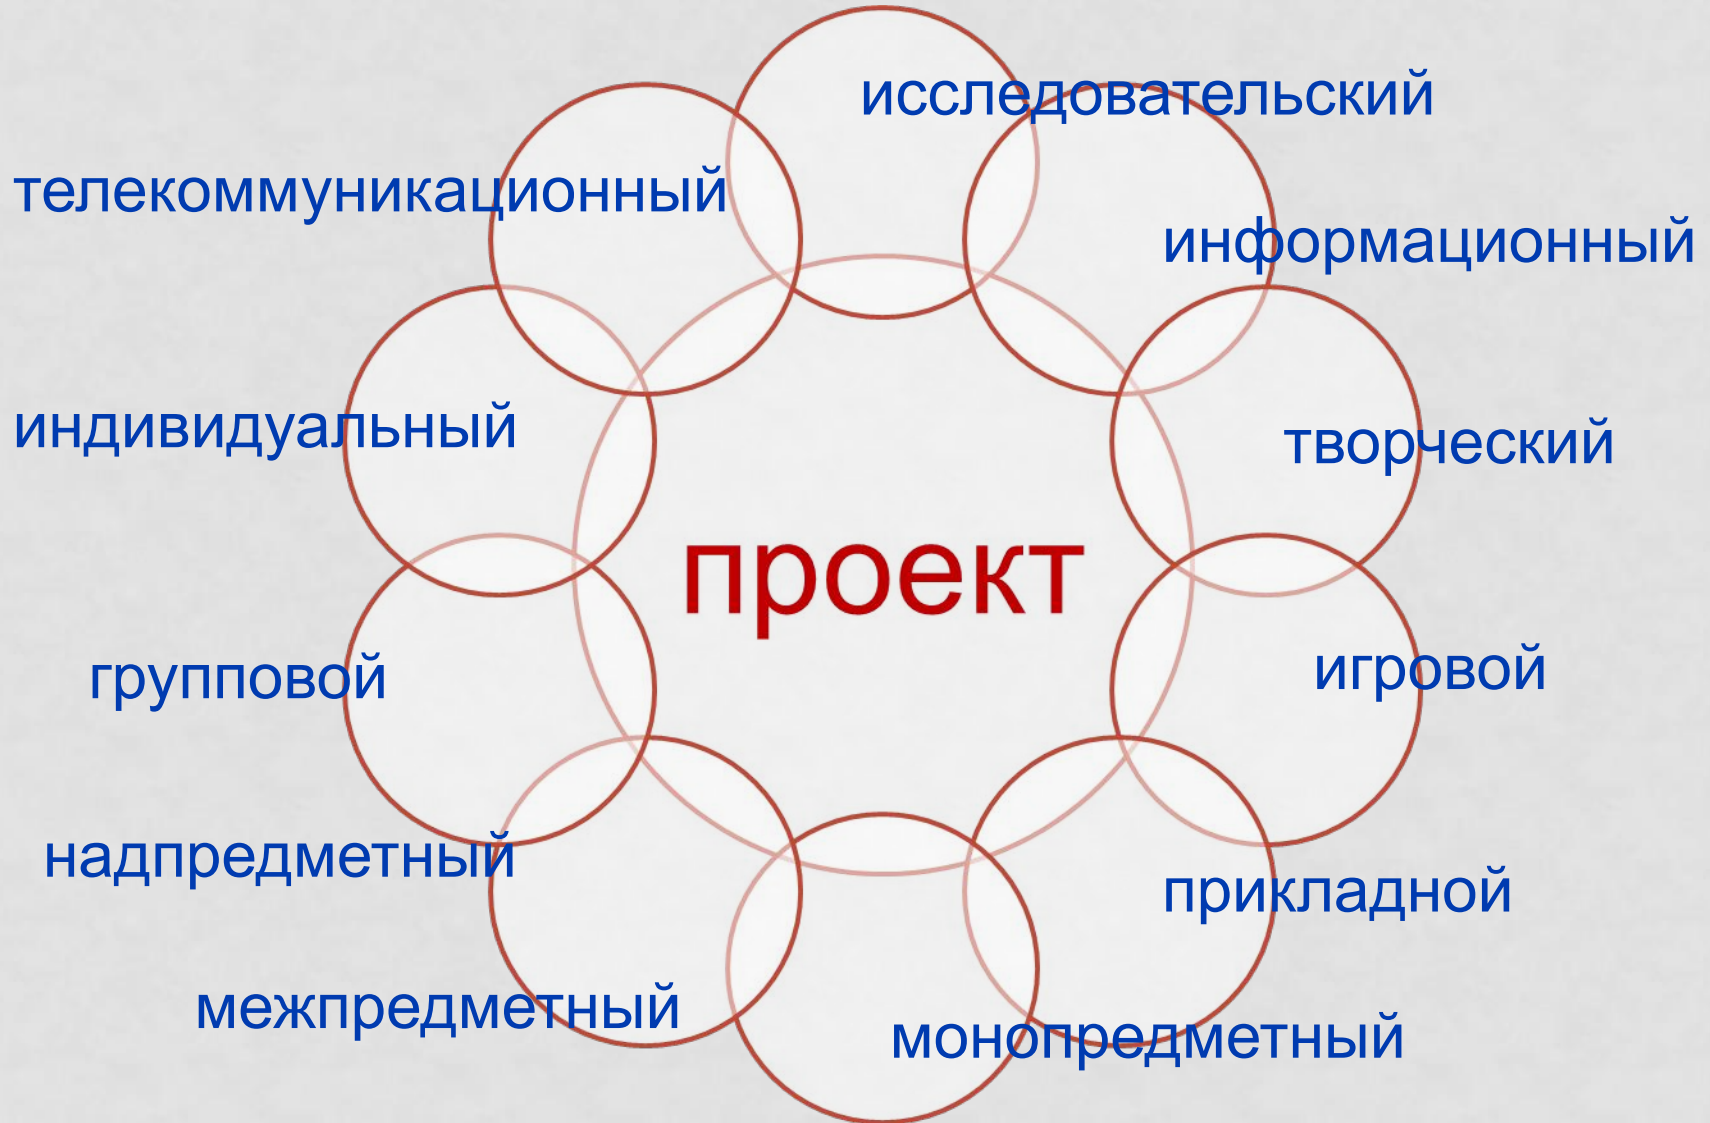 исследовательский
телекоммуникационный
информационный
индивидуальный
творческий
проект
групповой
игровой
надпредметный
прикладной
межпредметный
монопредметный